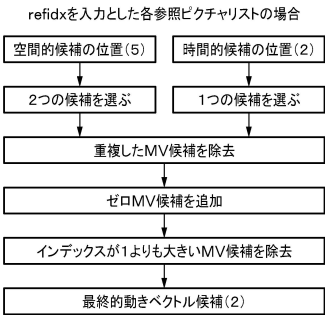 refidxを入力とした各参照ピクチャリストの場合
空間的候補の位置(5)
時間的候補の位置(2)
2つの候補を選ぶ
1つの候補を選ぶ
重複したMV候補を除去
ゼロMV候補を追加
インデックスが1よりも大きいMV候補を除去
最終的動きベクトル候補(2)